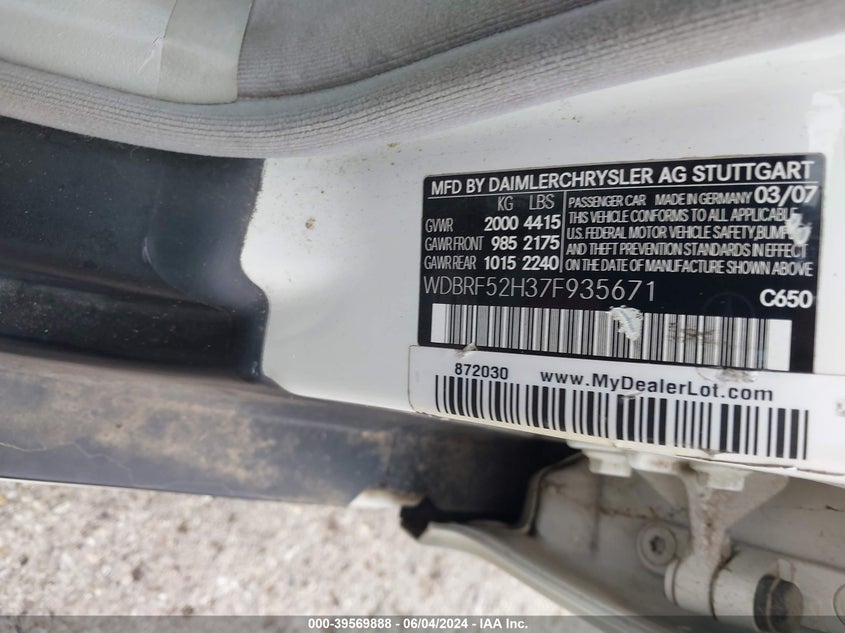 MFD BY DAIMLERCHRYSLER AG STUTTGART
KG LBS
GVWR 2000 4415
GAWR FRONT 985 2175
GAWR REAR 1015 2240
PASSENGER CAR MADE IN GERMANY 03/07
THIS VEHICLE CONFORMS TO ALL APPLICABLE
U.S. FEDERAL MOTOR VEHICLE SAFETY, BUMPER
AND THEFT PREVENTION STANDARDS IN EFFECT
ON THE DATE OF MANUFACTURE SHOWN ABOVE
WDBRF52H37F935671
C650
872030 www.MyDealerLot.com
000-39569888 - 06/04/2024 - IAA Inc.